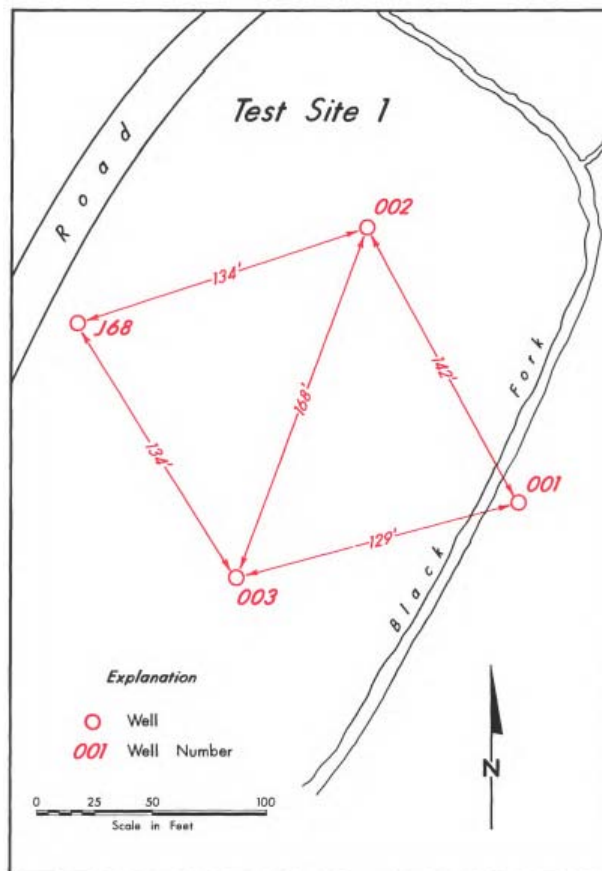 Test Site 1
Road
002
134'
J68
168'
142'
Fork
134'
001
129'
003
Black
Explanation
Well
001 Well Number
N
0 25 50 100
Scale in Feet